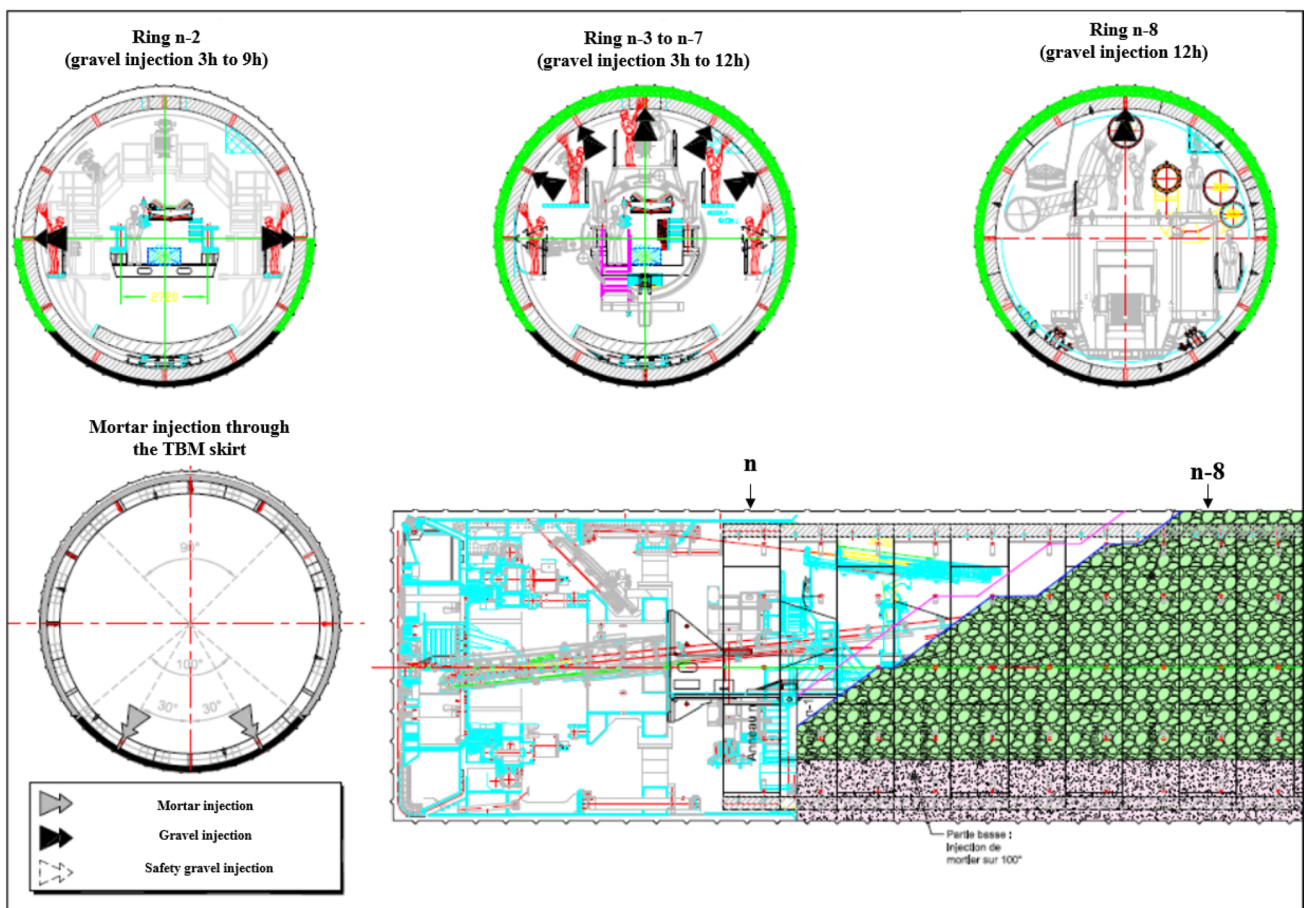 Ring n-2
(gravel injection 3h to 9h)
Ring n-3 to n-7
(gravel injection 3h to 12h)
Ring n-8
(gravel injection 12h)
2720
Mortar injection through
the TBM skirt
90°
100°
30° 30°
n
n-8
Anneau n
n-1
Partie basse :
Injection de
mortier sur 100°
Mortar injection
Gravel injection
Safety gravel injection